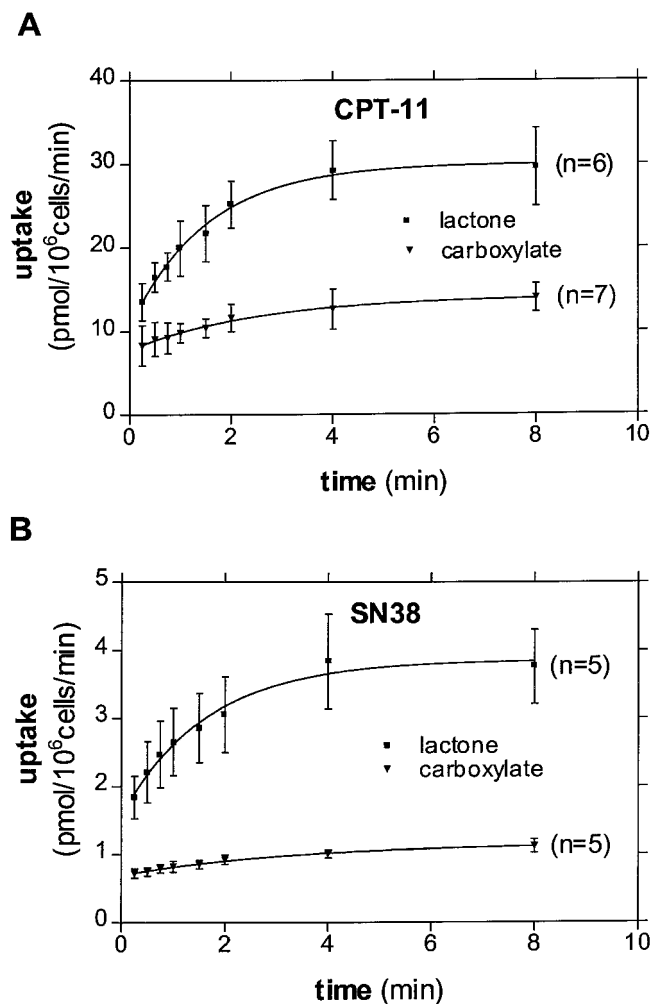 A
CPT-11
40
30
20
10
0
uptake
(pmol/10⁶cells/min)
(n=6)
lactone
carboxylate
(n=7)
0 2 4 6 8 10
time (min)
B
SN38
5
4
3
2
1
0
uptake
(pmol/10⁶cells/min)
(n=5)
lactone
carboxylate
(n=5)
0 2 4 6 8 10
time (min)